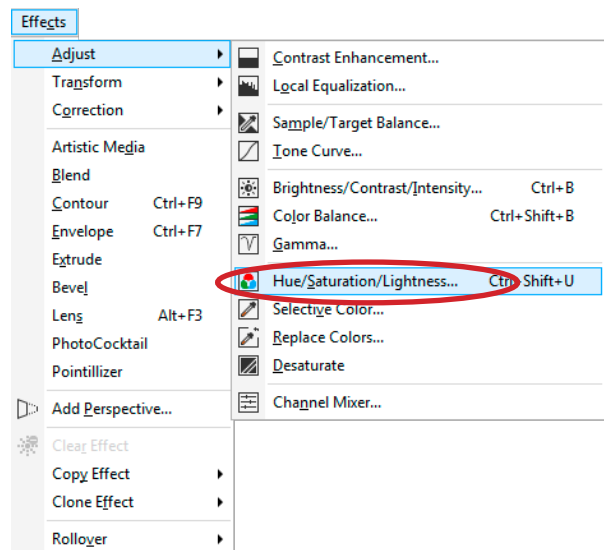 Effects
Adjust
Transform
Correction
Artistic Media
Blend
Contour Ctrl+F9
Envelope Ctrl+F7
Extrude
Bevel
Lens Alt+F3
PhotoCocktail
Pointillizer
Add Perspective...
Clear Effect
Copy Effect
Clone Effect
Rollover
Contrast Enhancement...
Local Equalization...
Sample/Target Balance...
Tone Curve...
Brightness/Contrast/Intensity... Ctrl+B
Color Balance... Ctrl+Shift+B
Gamma...
Hue/Saturation/Lightness... Ctrl+Shift+U
Selective Color...
Replace Colors...
Desaturate
Channel Mixer...